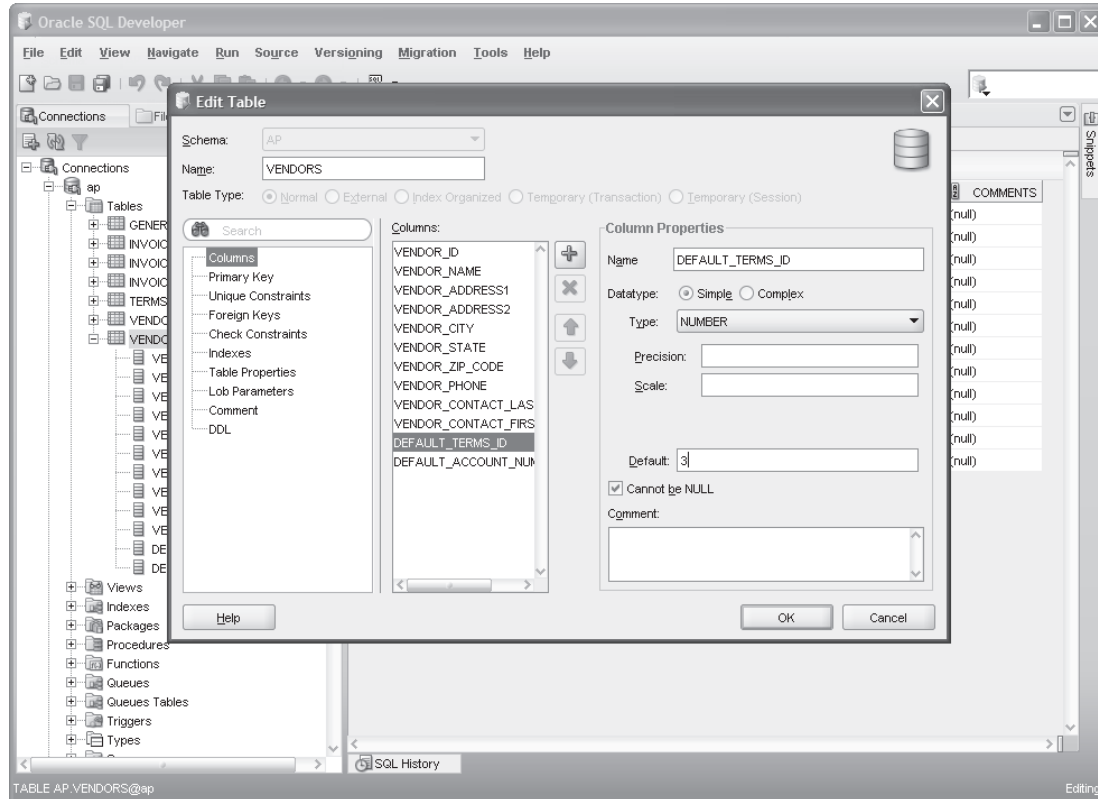 Oracle SQL Developer
File Edit View Navigate Run Source Versioning Migration Tools Help
Connections
Fil
Snippets
Connections
ap
Tables
GENER
INVOIC
INVOIC
INVOIC
TERMS
VENDO
VENDO
VE
VE
VE
VE
VE
VE
VE
VE
VE
VE
DE
DE
Views
Indexes
Packages
Procedures
Functions
Queues
Queues Tables
Triggers
Types
Edit Table
Schema: AP
Name: VENDORS
Table Type: Normal External Index Organized Temporary (Transaction) Temporary (Session)
Search
Columns
Primary Key
Unique Constraints
Foreign Keys
Check Constraints
Indexes
Table Properties
Lob Parameters
Comment
DDL
Columns:
VENDOR_ID
VENDOR_NAME
VENDOR_ADDRESS1
VENDOR_ADDRESS2
VENDOR_CITY
VENDOR_STATE
VENDOR_ZIP_CODE
VENDOR_PHONE
VENDOR_CONTACT_LAS
VENDOR_CONTACT_FIRS
DEFAULT_TERMS_ID
DEFAULT_ACCOUNT_NUM
Column Properties
Name DEFAULT_TERMS_ID
Datatype: Simple Complex
Type: NUMBER
Precision:
Scale:
Default: 3
Cannot be NULL
Comment:
Help
OK
Cancel
COMMENTS
(null)
(null)
(null)
(null)
(null)
(null)
(null)
(null)
(null)
(null)
(null)
(null)
SQL History
TABLE AP.VENDORS@ap
Editing